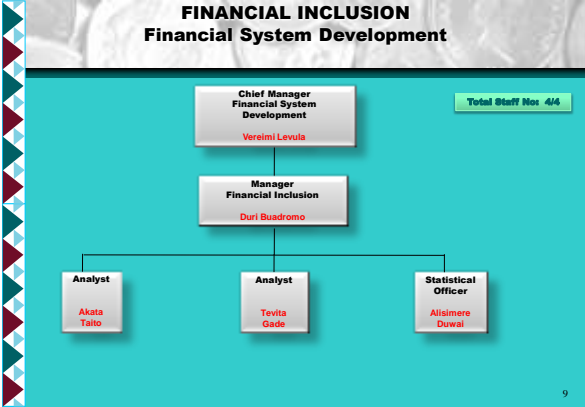 FINANCIAL INCLUSION
Financial System Development
Chief Manager
Financial System
Development
Vereimi Levula
Total Staff No: 4/4
Manager
Financial Inclusion
Duri Buadromo
Analyst
Akata
Taito
Analyst
Tevita
Gade
Statistical
Officer
Alisimere
Duwai
9